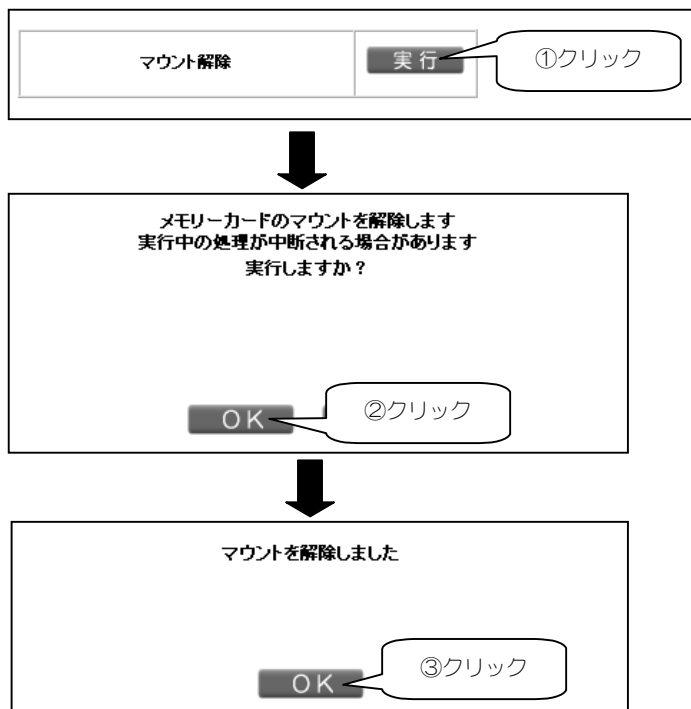 マウント解除
実行
①クリック
メモリーカードのマウントを解除します
実行中の処理が中断される場合があります
実行しますか？
OK
②クリック
マウントを解除しました
OK
③クリック